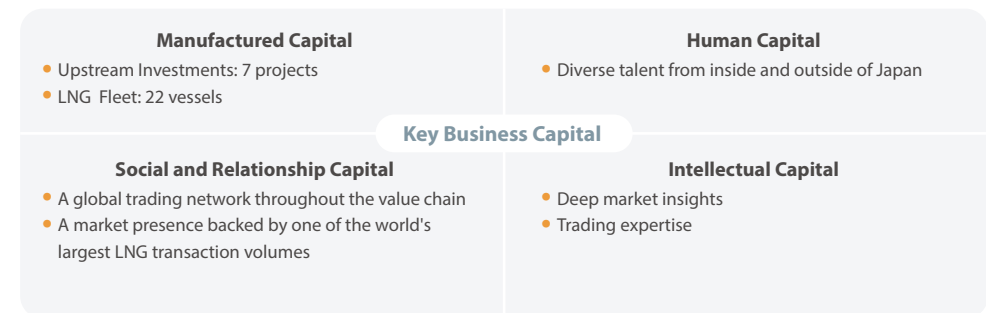 Manufactured Capital
• Upstream Investments: 7 projects
• LNG Fleet: 22 vessels
Human Capital
• Diverse talent from inside and outside of Japan
Key Business Capital
Social and Relationship Capital
• A global trading network throughout the value chain
• A market presence backed by one of the world's
largest LNG transaction volumes
Intellectual Capital
• Deep market insights
• Trading expertise